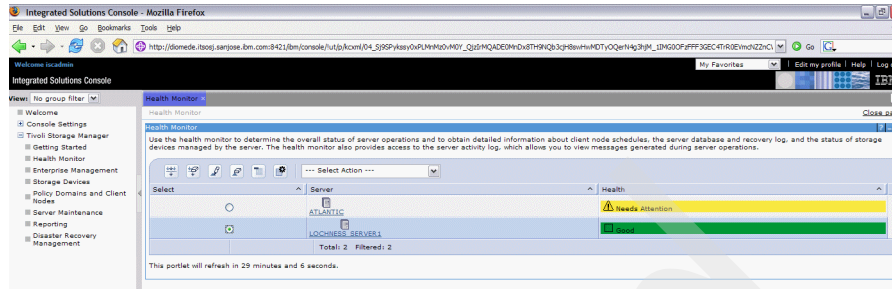 Integrated Solutions Console - Mozilla Firefox
File Edit View Go Bookmarks Tools Help
Go
Welcome iscadmin
My Favorites
Edit my profile Help Log
Integrated Solutions Console
IBM
View: No group filter
Health Monitor
Welcome
Console Settings
Tivoli Storage Manager
Getting Started
Health Monitor
Enterprise Management
Storage Devices
Policy Domains and Client Nodes
Server Maintenance
Reporting
Disaster Recovery Management
Health Monitor
Close pa
Health Monitor
Use the health monitor to determine the overall status of server operations and to obtain detailed information about client node schedules, the server database and recovery log, and the status of storage
devices managed by the server. The health monitor also provides access to the server activity log, which allows you to view messages generated during server operations.
--- Select Action ---
Select Server Health
ATLANTIC Needs Attention
LOCHNESS_SERVER1 Good
Total: 2 Filtered: 2
This portlet will refresh in 29 minutes and 6 seconds.